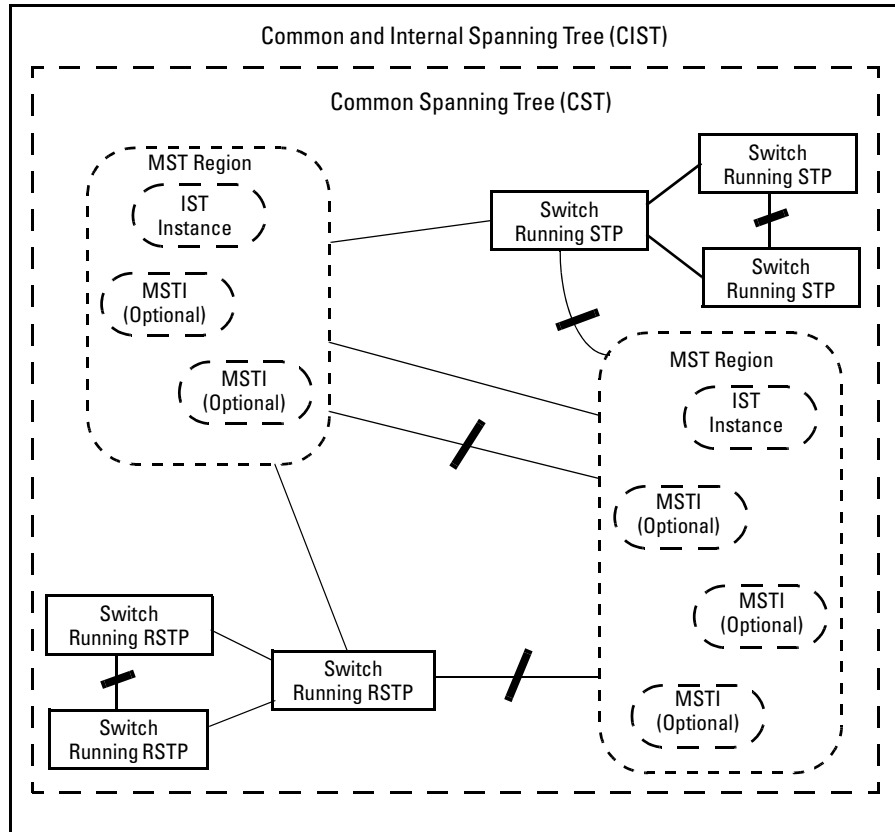 Common and Internal Spanning Tree (CIST)
Common Spanning Tree (CST)
MST Region
IST
Instance
MSTI
(Optional)
MSTI
(Optional)
Switch
Running STP
Switch
Running STP
Switch
Running STP
MST Region
IST
Instance
MSTI
(Optional)
MSTI
(Optional)
MSTI
(Optional)
Switch
Running RSTP
Switch
Running RSTP
Switch
Running RSTP